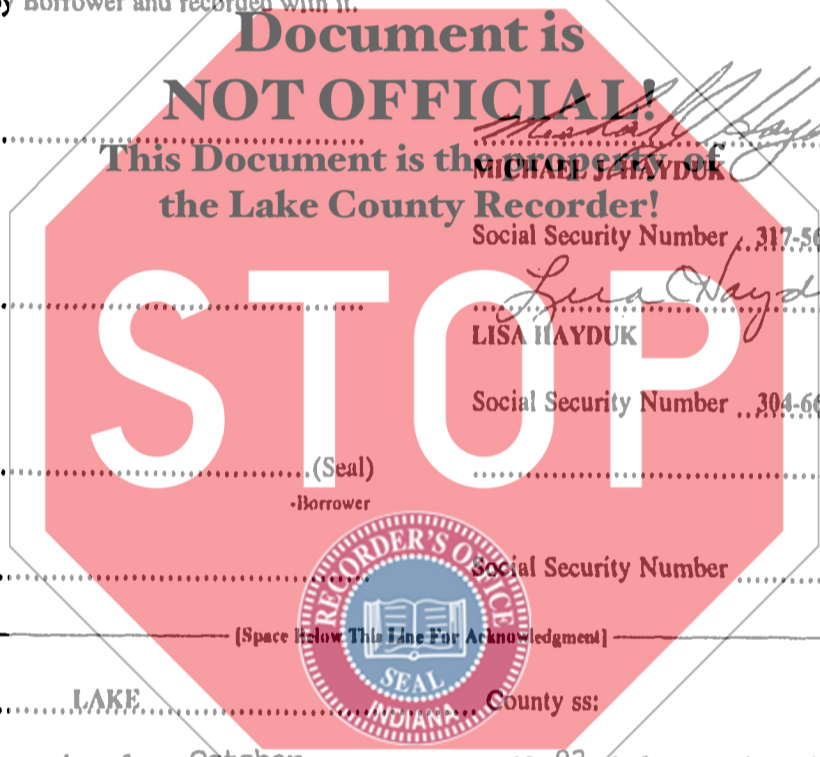 by Borrower and recorded with it.
Document is
NOT OFFICIAL!
This Document is the property of
the Lake County Recorder!
MICHAEL J HAYDUK
Social Security Number 317-56
LISA HAYDUK
Social Security Number 304-66
STOP
(Seal)
-Borrower
Social Security Number
[Space Below This Line For Acknowledgment]
RECORDER'S OFFICE
SEAL
INDIANA
LAKE County ss:
October